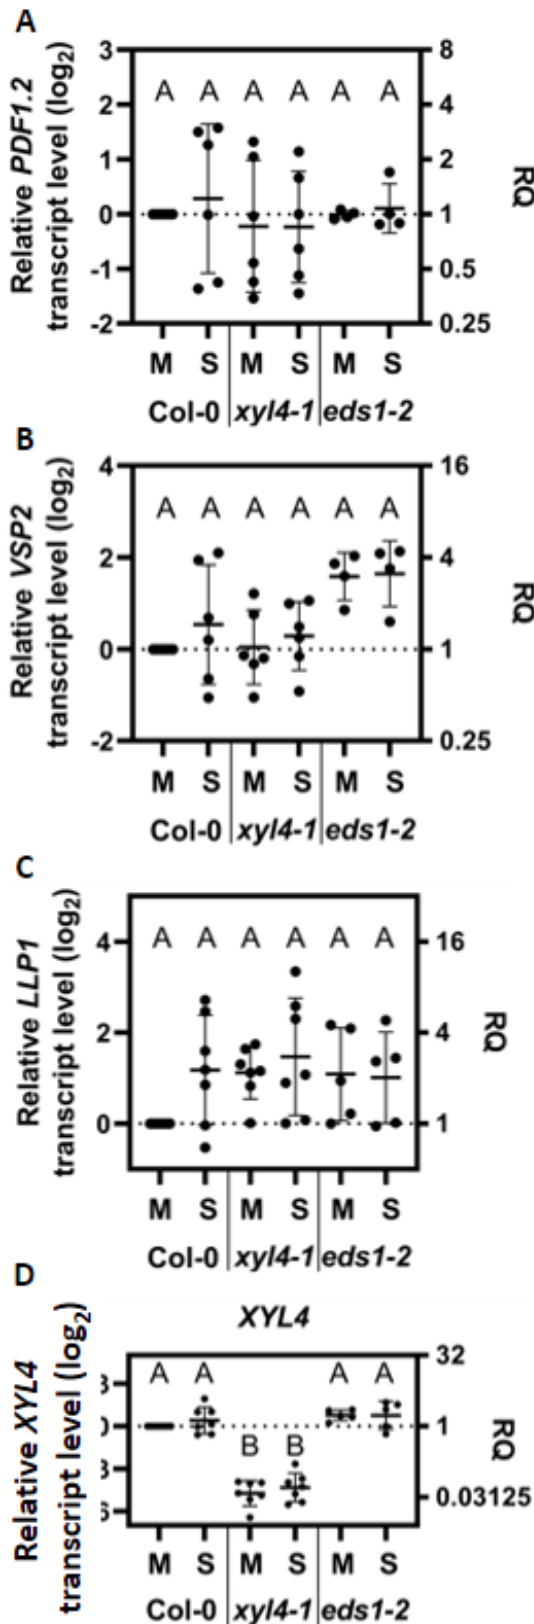 A
Relative PDF1.2
transcript level (log2)
3
2
1
0
-1
-2
A A A A A A
8
4
2
1
0.5
0.25
RQ
M S M S M S
Col-0 xyl4-1 eds1-2
B
Relative VSP2
transcript level (log2)
4
2
0
-2
A A A A A A
16
4
1
0.25
RQ
M S M S M S
Col-0 xyl4-1 eds1-2
C
Relative LLP1
transcript level (log2)
4
2
0
A A A A A A
16
4
1
RQ
M S M S M S
Col-0 xyl4-1 eds1-2
D
XYL4
Relative XYL4
transcript level (log2)
A A B B A A
32
1
0.03125
RQ
M S M S M S
Col-0 xyl4-1 eds1-2